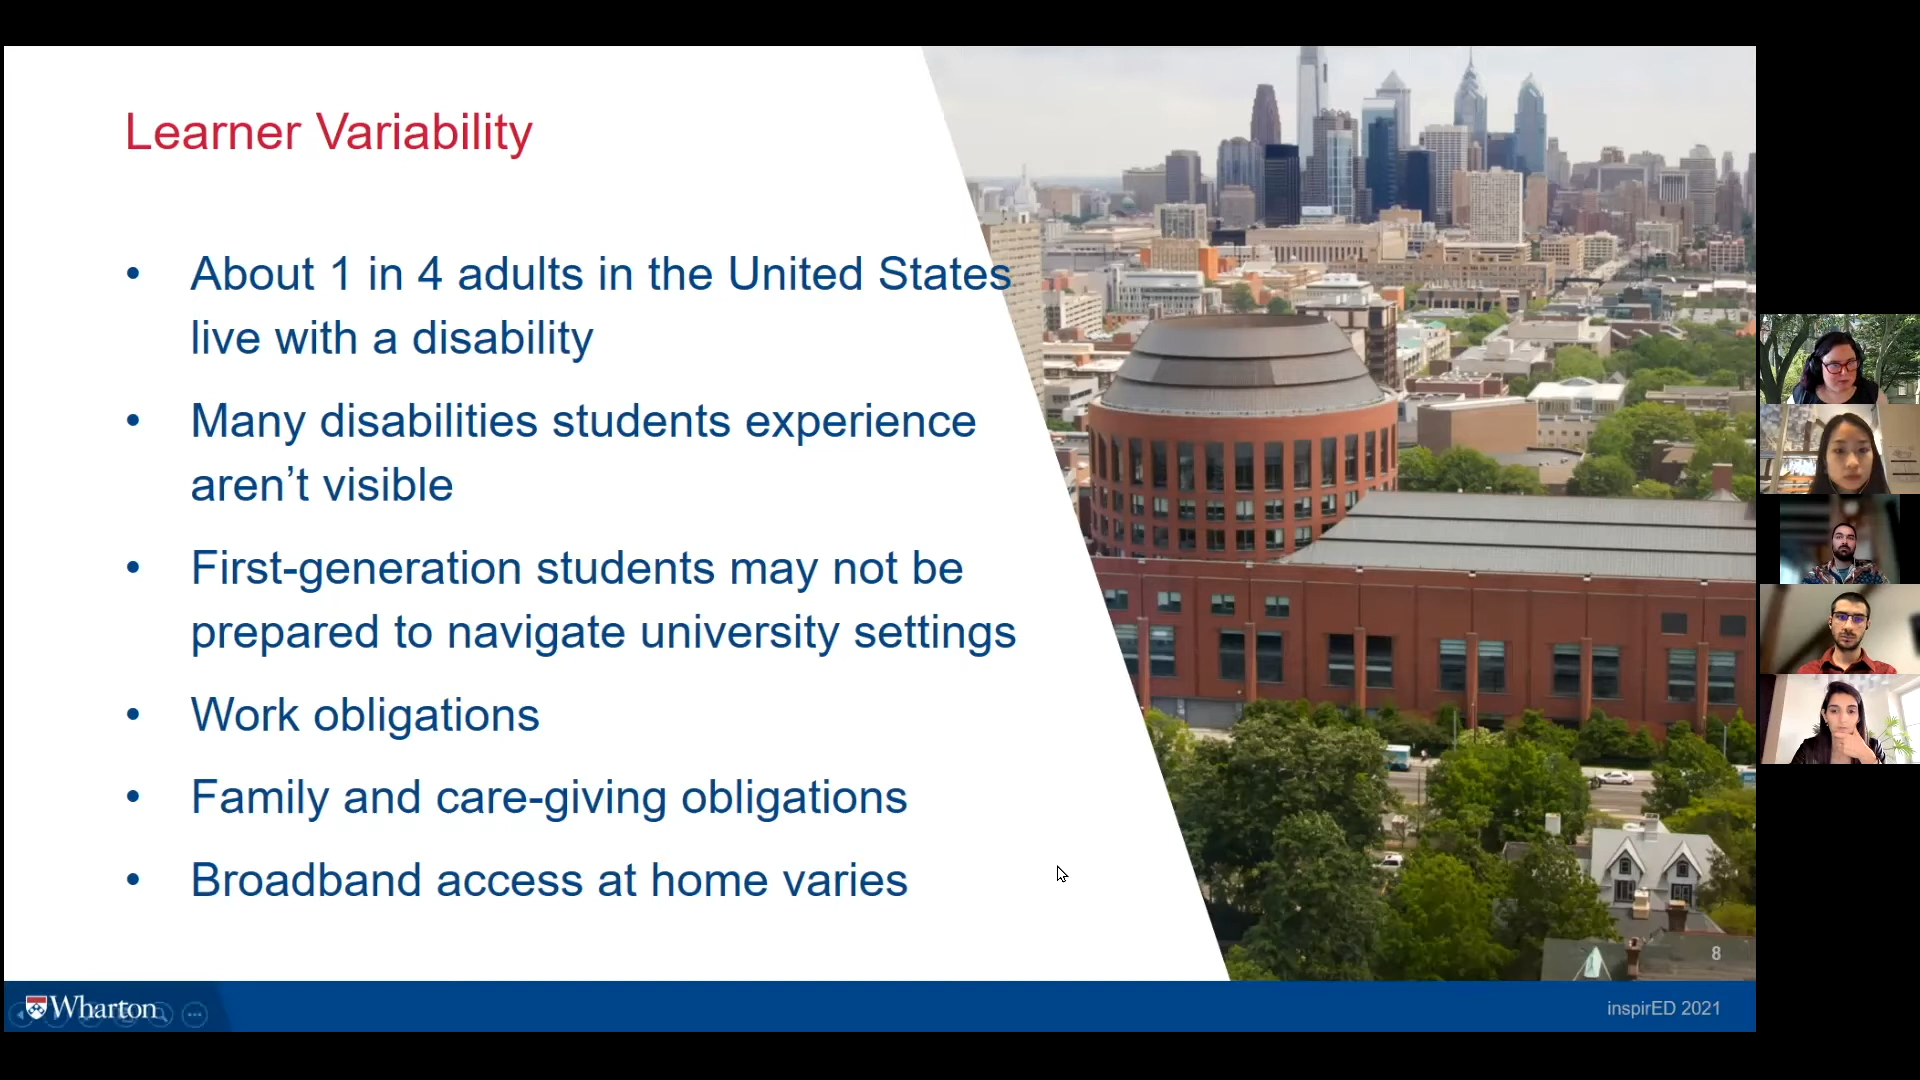 Learner Variability
• About 1 in 4 adults in the United States
live with a disability
• Many disabilities students experience
aren’t visible
• First-generation students may not be
prepared to navigate university settings
• Work obligations
• Family and care-giving obligations
• Broadband access at home varies
8
Wharton
inspirED 2021